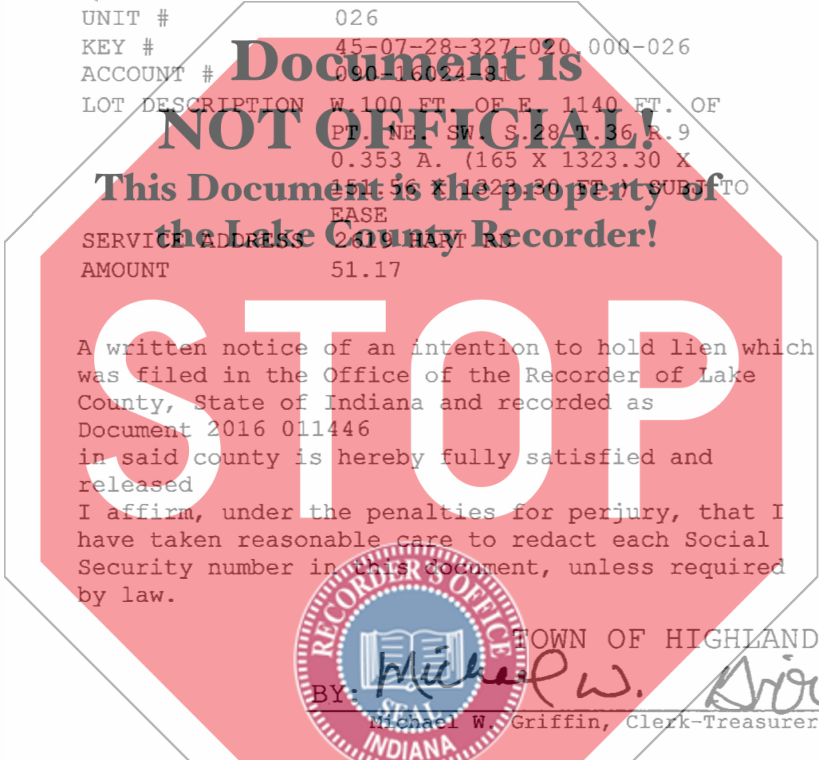 UNIT # 026
KEY # 45-07-28-327-020.000-026
ACCOUNT # 090-16024-81
LOT DESCRIPTION W.100 FT. OF E. 1140 FT. OF
PT. NE. SW. S.28 T.36 R.9
0.353 A. (165 X 1323.30 X
151.56 X 1323.30 FT.) SUBJ TO
EASE
SERVICE ADDRESS 2619 HART RD
AMOUNT 51.17
Document is
NOT OFFICIAL!
This Document is the property of
the Lake County Recorder!
STOP
A written notice of an intention to hold lien which
was filed in the Office of the Recorder of Lake
County, State of Indiana and recorded as
Document 2016 011446
in said county is hereby fully satisfied and
released
I affirm, under the penalties for perjury, that I
have taken reasonable care to redact each Social
Security number in this document, unless required
by law.
RECORDER'S OFFICE
SEAL
INDIANA
TOWN OF HIGHLAND
BY: Michael W.
Michael W. Griffin, Clerk-Treasurer